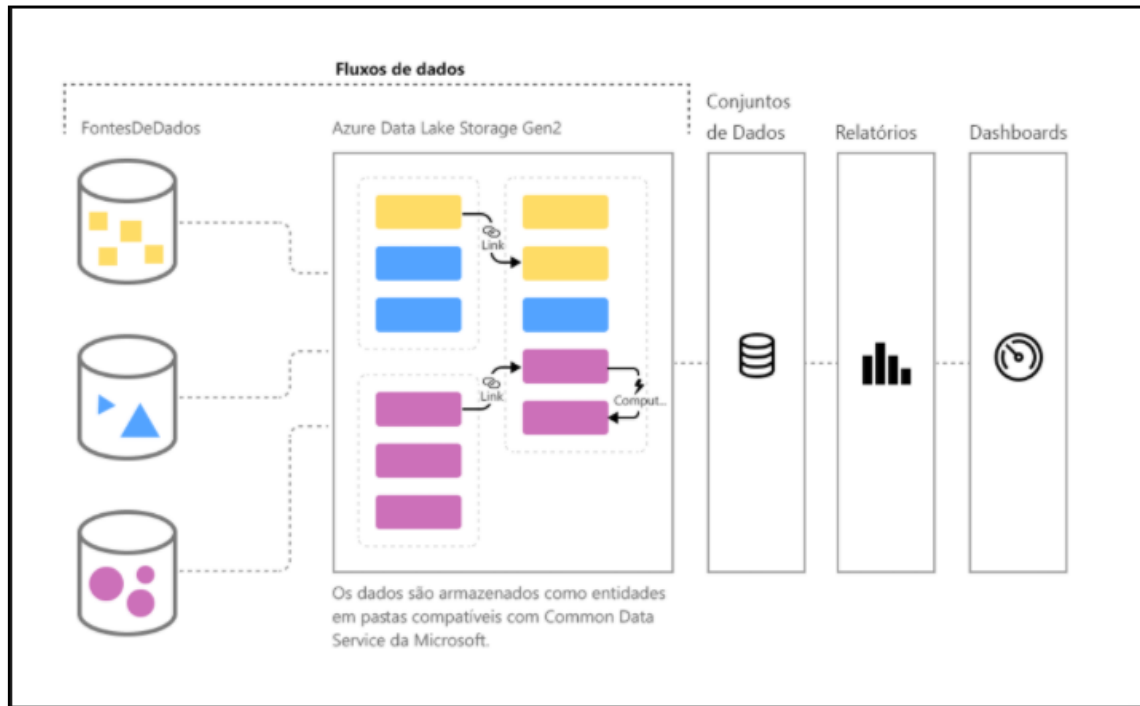 Fluxos de dados
FontesDeDados
Azure Data Lake Storage Gen2
Conjuntos
de Dados
Relatórios
Dashboards
Link
Link
Comput...
Os dados são armazenados como entidades
em pastas compatíveis com Common Data
Service da Microsoft.